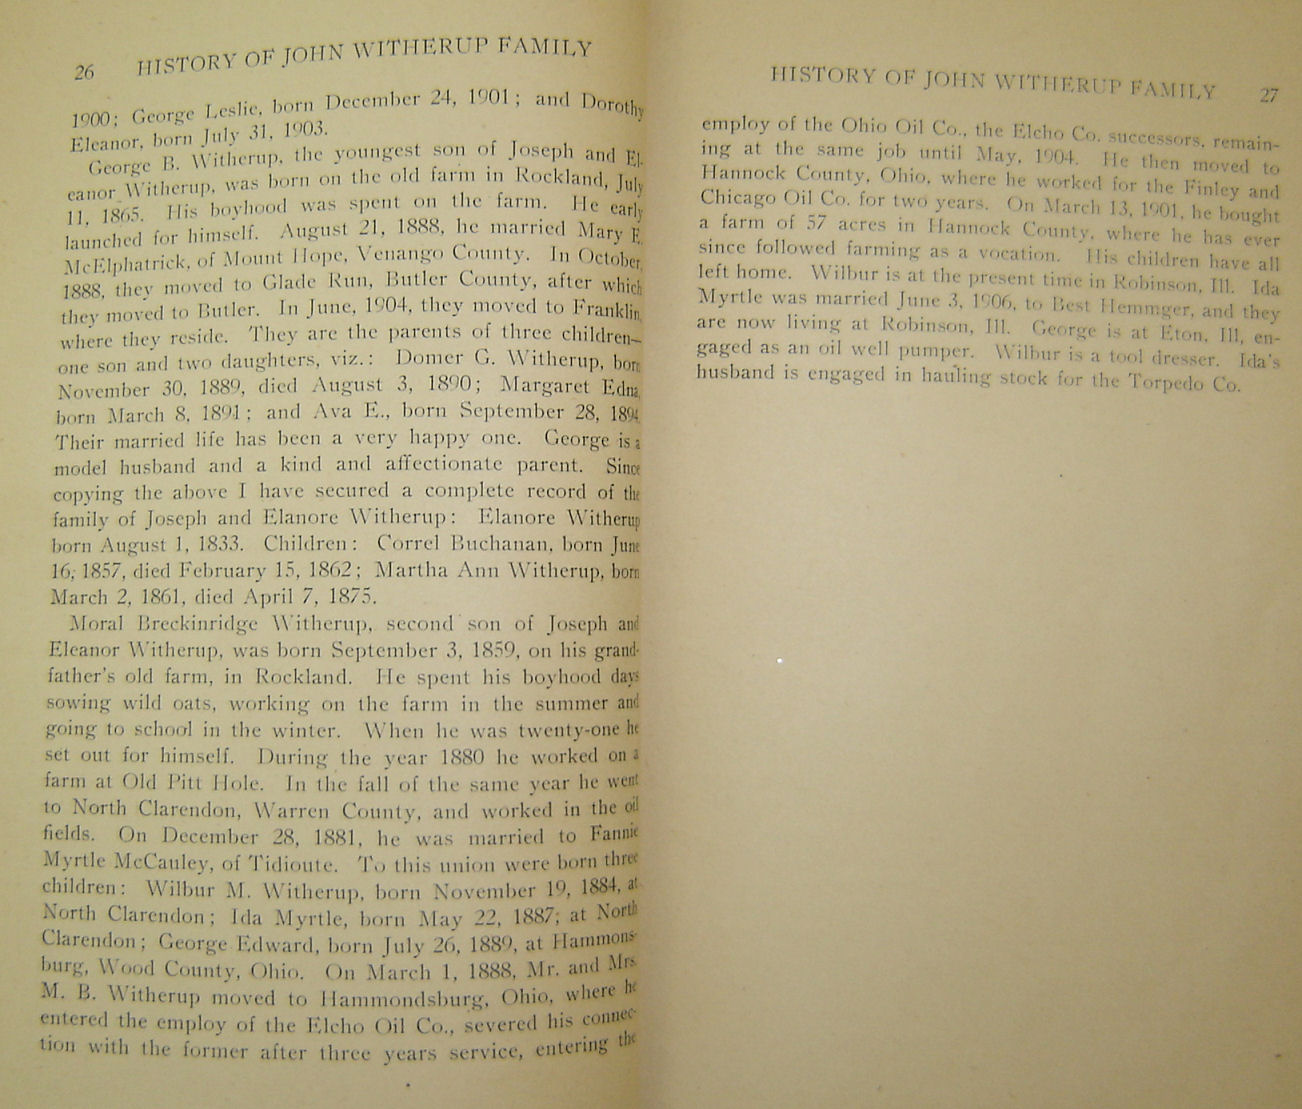 26 HISTORY OF JOHN WITHERUP FAMILY
1900; George Leslie, born December 24, 1901; and Dorothy
Eleanor, born July 31, 1903.
George B. Witherup, the youngest son of Joseph and El-
eanor Witherup, was born on the old farm in Rockland, July
11, 1865. His boyhood was spent on the farm. He early
launched for himself. August 21, 1888, he married Mary E.
McElphatrick, of Mount Hope, Venango County. In October,
1888, they moved to Glade Run, Butler County, after which
they moved to Butler. In June, 1904, they moved to Franklin,
where they reside. They are the parents of three children—
one son and two daughters, viz.: Domer G. Witherup, born
November 30, 1889, died August 3, 1890; Margaret Edna,
born March 8, 1891; and Ava E., born September 28, 1894.
Their married life has been a very happy one. George is a
model husband and a kind and affectionate parent. Since
copying the above I have secured a complete record of the
family of Joseph and Elanore Witherup: Elanore Witherup
born August 1, 1833. Children: Correl Buchanan, born June
16, 1857, died February 15, 1862; Martha Ann Witherup, born
March 2, 1861, died April 7, 1875.
Moral Breckinridge Witherup, second son of Joseph and
Eleanor Witherup, was born September 3, 1859, on his grand-
father's old farm, in Rockland. He spent his boyhood days
sowing wild oats, working on the farm in the summer and
going to school in the winter. When he was twenty-one he
set out for himself. During the year 1880 he worked on a
farm at Old Pitt Hole. In the fall of the same year he went
to North Clarendon, Warren County, and worked in the oil
fields. On December 28, 1881, he was married to Fannie
Myrtle McCauley, of Tidioute. To this union were born three
children: Wilbur M. Witherup, born November 19, 1884, at
North Clarendon; Ida Myrtle, born May 22, 1887; at North
Clarendon; George Edward, born July 26, 1889, at Hammons-
burg, Wood County, Ohio. On March 1, 1888, Mr. and Mrs.
M. B. Witherup moved to Hammondsburg, Ohio, where he
entered the employ of the Elcho Oil Co., severed his connec-
tion with the former after three years service, entering the
HISTORY OF JOHN WITHERUP FAMILY 27
employ of the Ohio Oil Co., the Elcho Co. successors, remain-
ing at the same job until May, 1904. He then moved to
Hannock County, Ohio, where he worked for the Finley and
Chicago Oil Co. for two years. On March 13, 1901, he bought
a farm of 57 acres in Hannock County, where he has ever
since followed farming as a vocation. His children have all
left home. Wilbur is at the present time in Robinson, Ill. Ida
Myrtle was married June 3, 1906, to Best Hemmger, and they
are now living at Robinson, Ill. George is at Eton, Ill, en-
gaged as an oil well pumper. Wilbur is a tool dresser. Ida's
husband is engaged in hauling stock for the Torpedo Co.